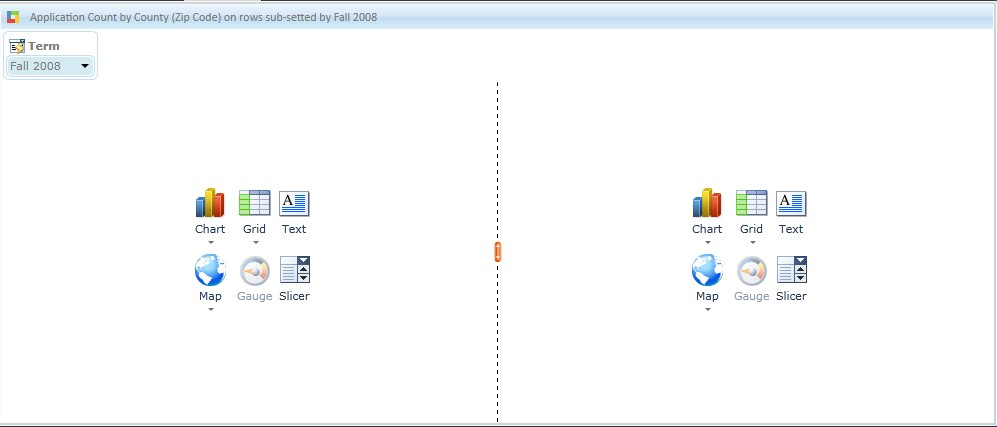 Application Count by County (Zip Code) on rows sub-setted by Fall 2008
Term
Fall 2008
Chart Grid Text
Map Gauge Slicer
Chart Grid Text
Map Gauge Slicer